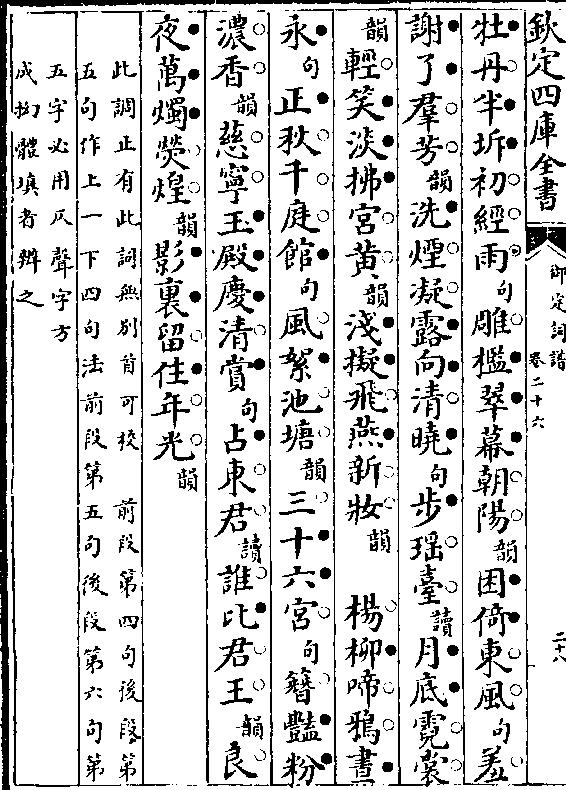 欽定四庫全書
御定詞譜
卷二十六
二十八
牡丹半坼初經雨句雕檻翠幕朝陽韻困倚東風句羞
謝了羣芳韻洗煙凝露向清曉句步瑶臺讀月底霓裳
韻輕笑淡拂宮黃韻淺擬飛燕新妝韻 楊柳啼鴉晝
永句正秋千庭館句風絮池塘韻三十六宮句簪豔粉
濃香韻慈寧玉殿慶清賞句占東君讀誰比君王韻良
夜萬燭熒煌韻影裏留住年光韻
此調止有此詞無别首可校 前段第四句後段第
五句作上一下四句法前段第五句後段第六句第
五字必用仄聲字方
成拗體填者辨之